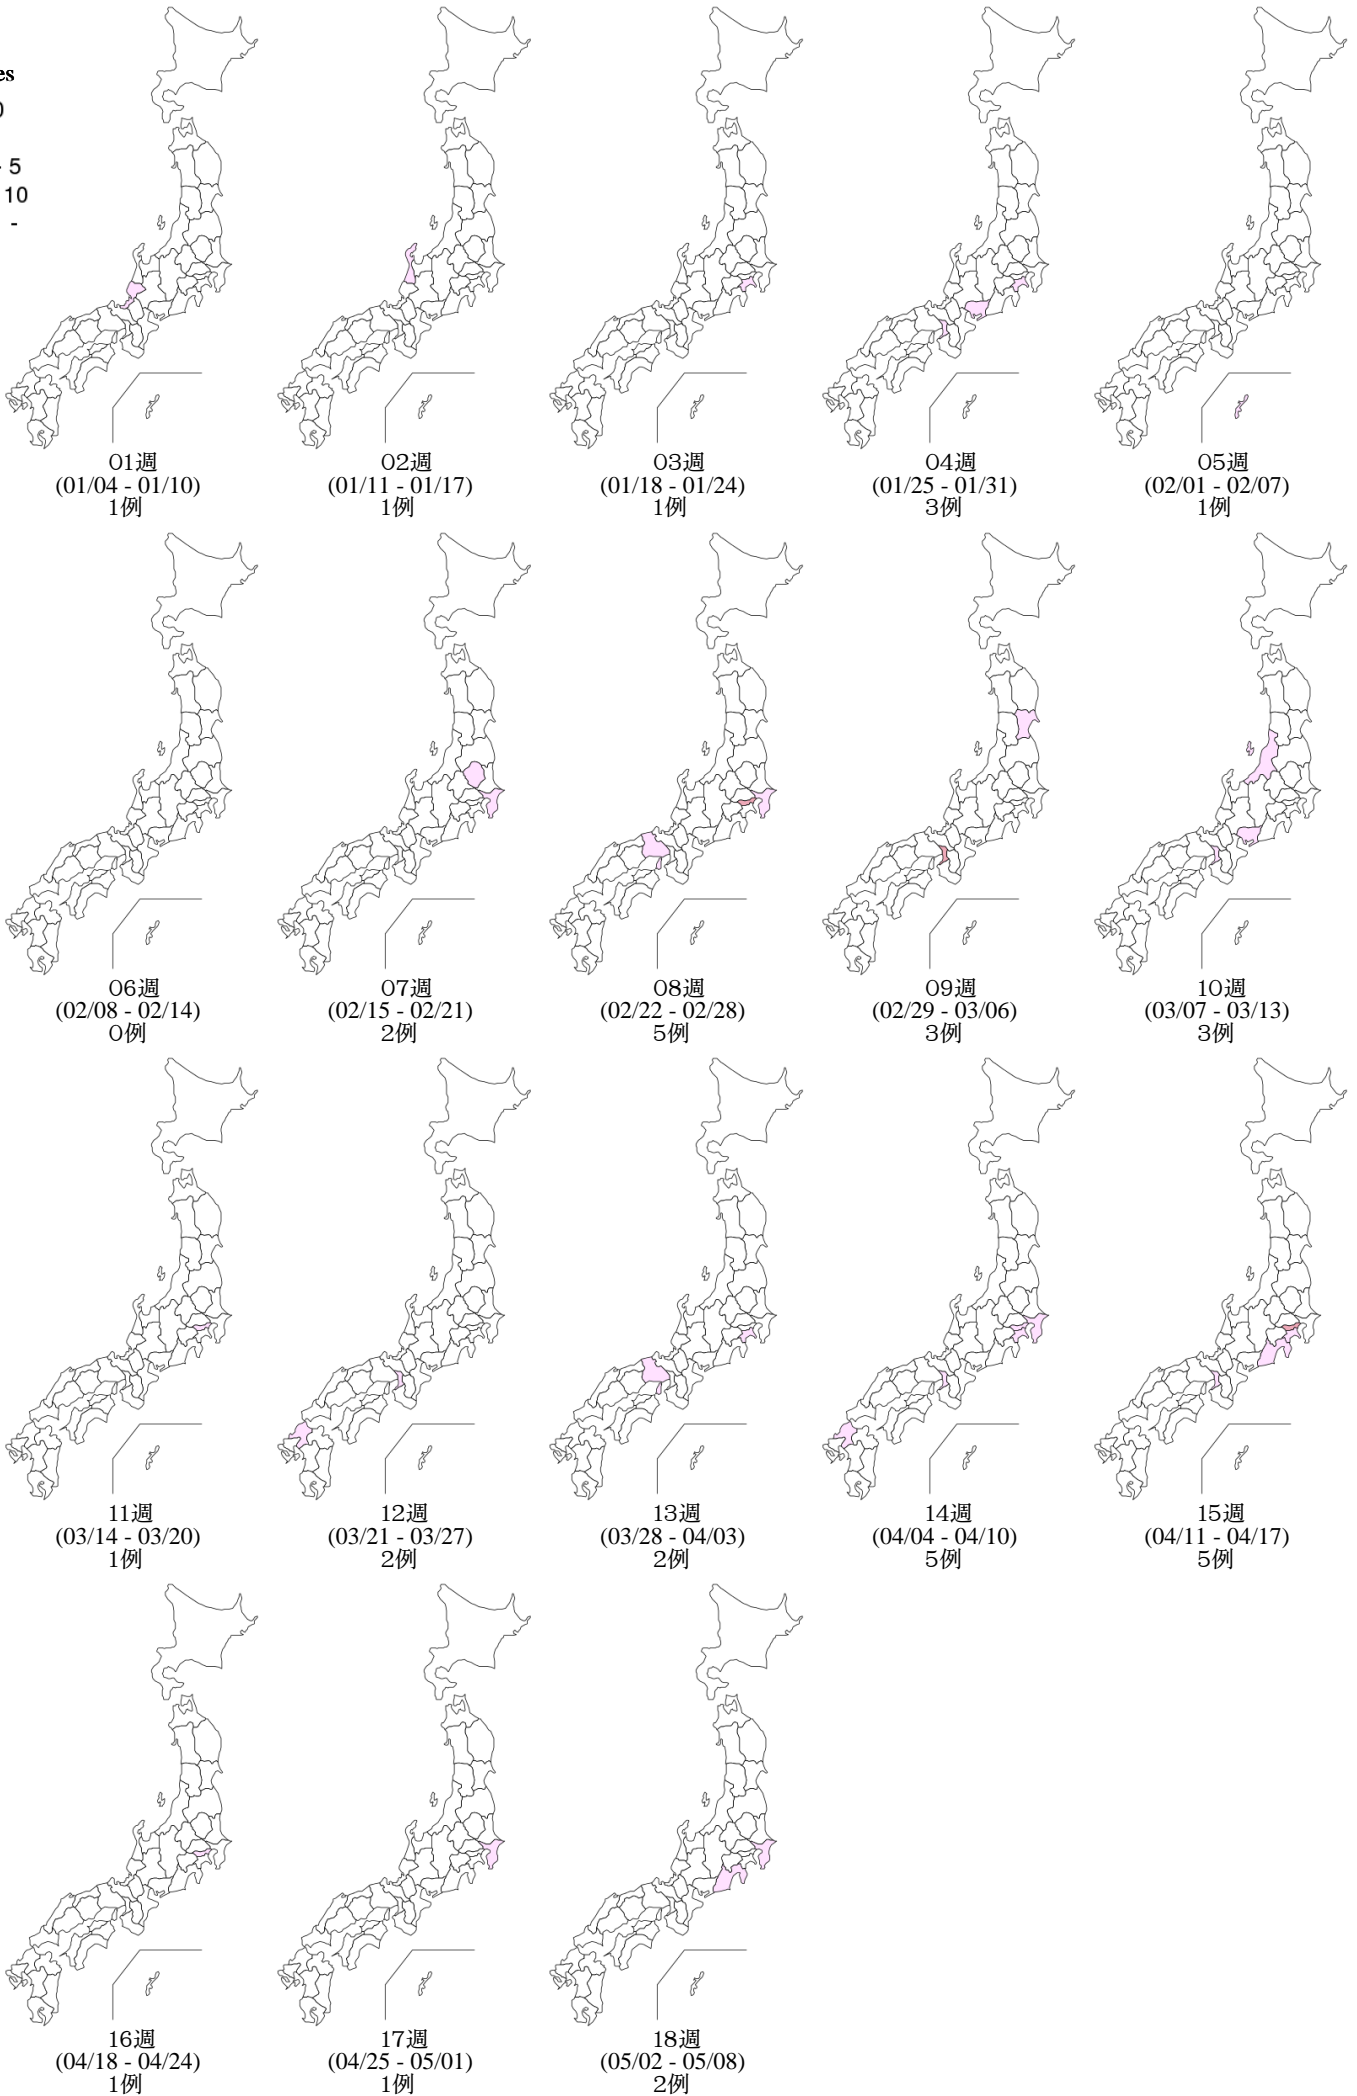 es
0
5
10
-
01週
(01/04 - 01/10)
1例
02週
(01/11 - 01/17)
1例
03週
(01/18 - 01/24)
1例
04週
(01/25 - 01/31)
3例
05週
(02/01 - 02/07)
1例
06週
(02/08 - 02/14)
0例
07週
(02/15 - 02/21)
2例
08週
(02/22 - 02/28)
5例
09週
(02/29 - 03/06)
3例
10週
(03/07 - 03/13)
3例
11週
(03/14 - 03/20)
1例
12週
(03/21 - 03/27)
2例
13週
(03/28 - 04/03)
2例
14週
(04/04 - 04/10)
5例
15週
(04/11 - 04/17)
5例
16週
(04/18 - 04/24)
1例
17週
(04/25 - 05/01)
1例
18週
(05/02 - 05/08)
2例